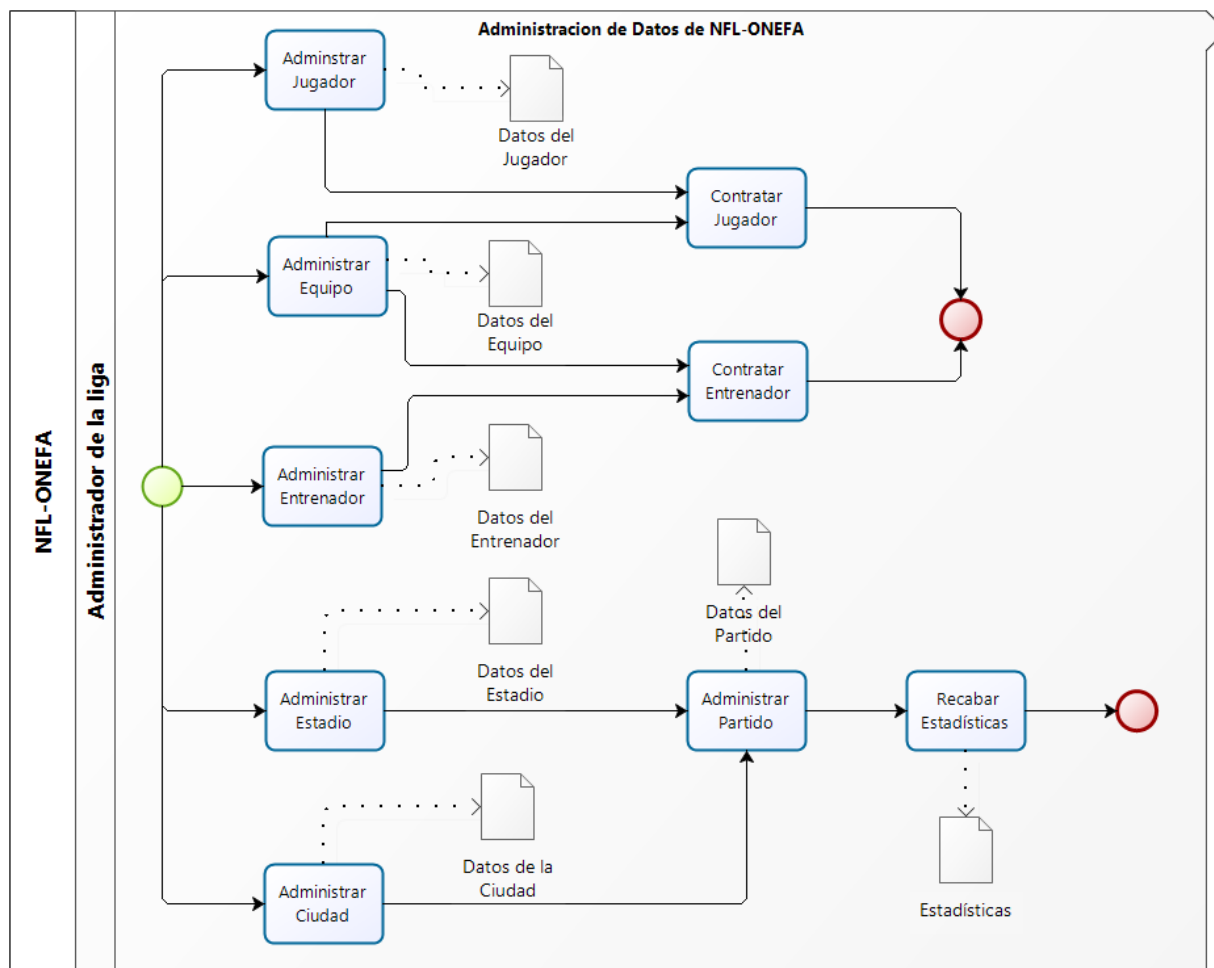 Administracion de Datos de NFL-ONEFA
NFL-ONEFA
Administrador de la liga
Adminstrar
Jugador
Datos del
Jugador
Contratar
Jugador
Administrar
Equipo
Datos del
Equipo
Contratar
Entrenador
Administrar
Entrenador
Datos del
Entrenador
Datos del
Partido
Administrar
Estadio
Datos del
Estadio
Administrar
Partido
Recabar
Estadísticas
Administrar
Ciudad
Datos de la
Ciudad
Estadísticas